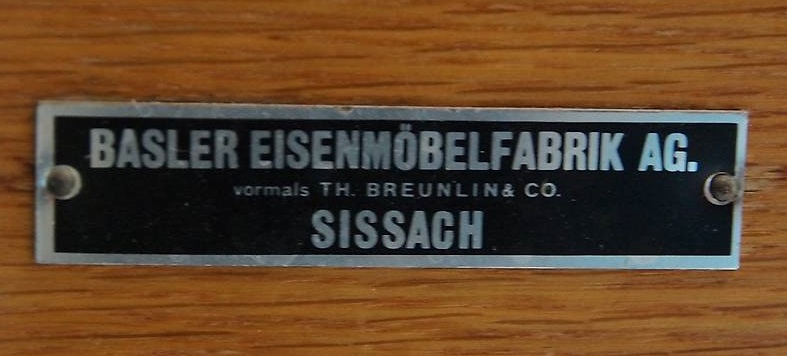 BASLER EISENMÖBELFABRIK AG.
vormals TH. BREUNLIN & CO.
SISSACH